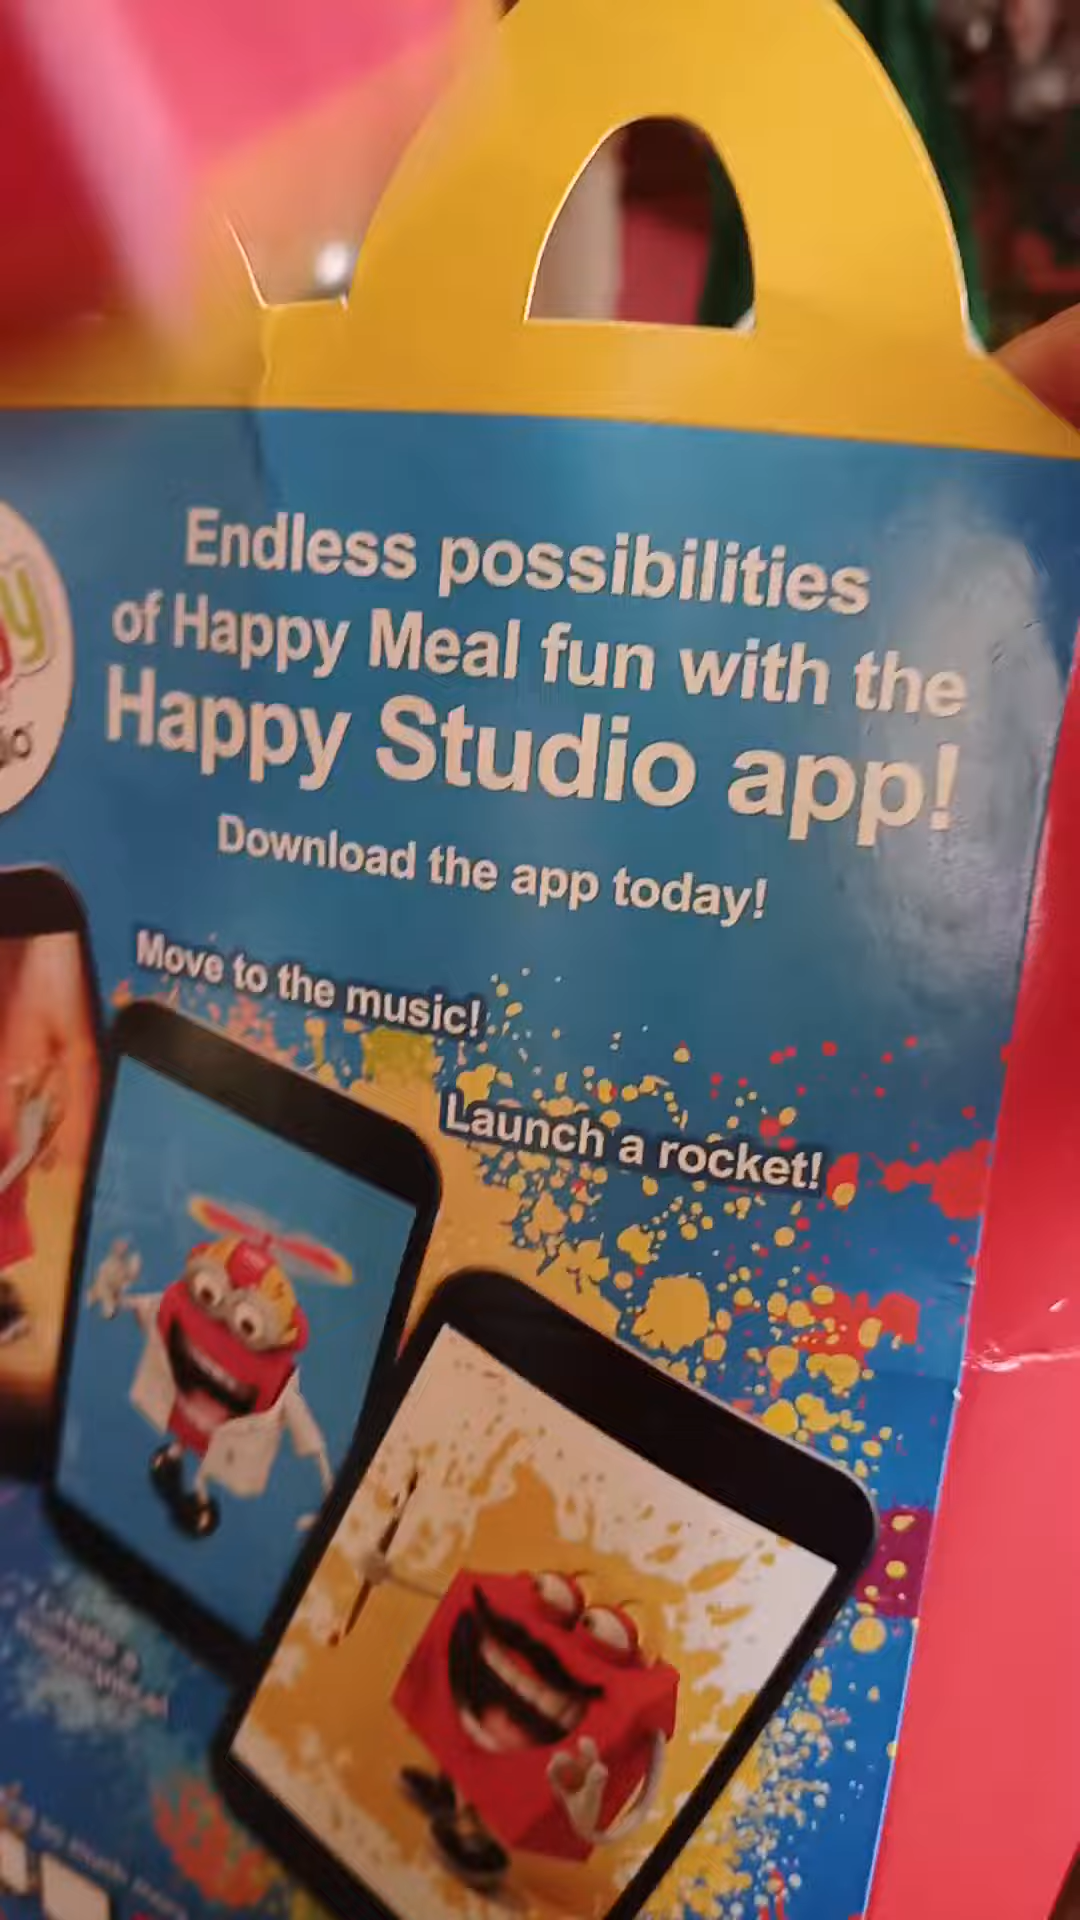 Endless possibilities
of Happy Meal fun with the
Happy Studio app!
Download the app today!
Move to the music!
Launch a rocket!